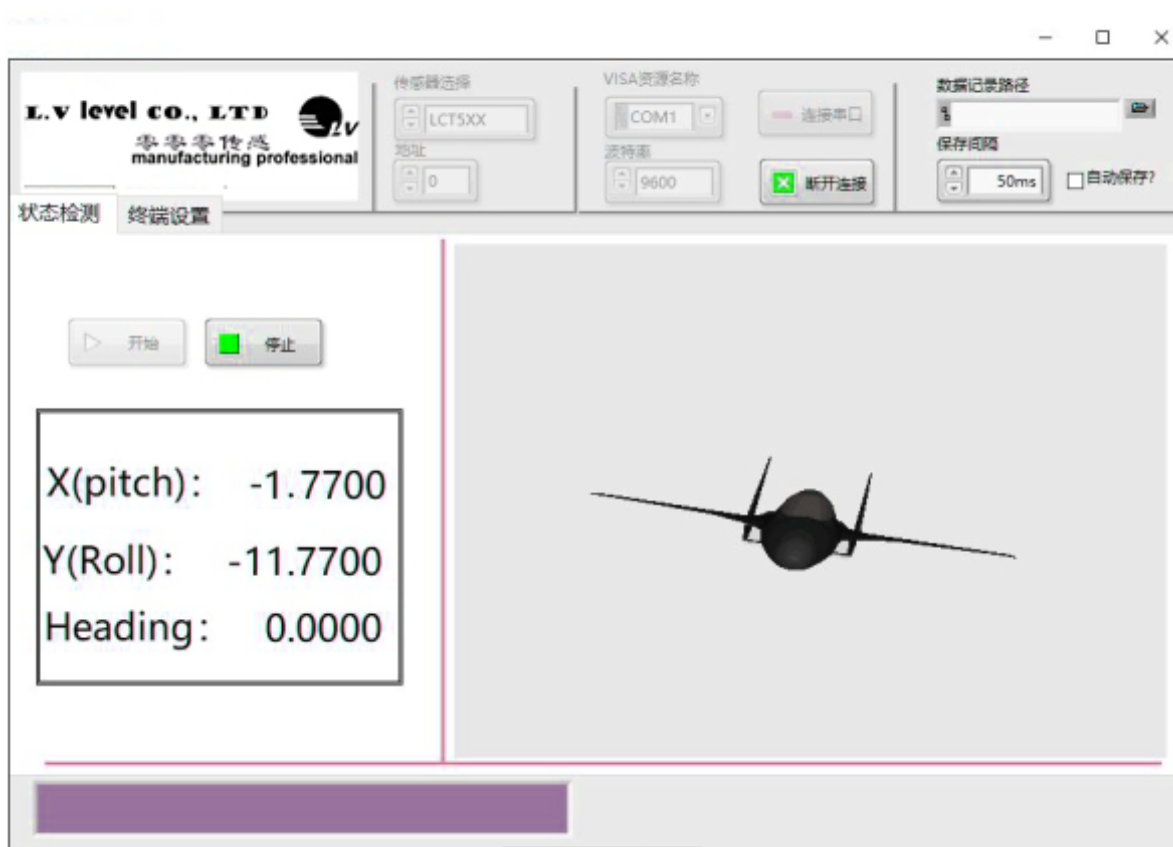 L.V level CO., LTD
LV
零零零传感
manufacturing professional
传感器选择
LCT5XX
地址
0
VISA资源名称
COM1
波特率
9600
连接串口
断开连接
数据记录路径
保存间隔
50ms
自动保存?
状态检测
终端设置
开始
停止
X(pitch): -1.7700
Y(Roll): -11.7700
Heading: 0.0000